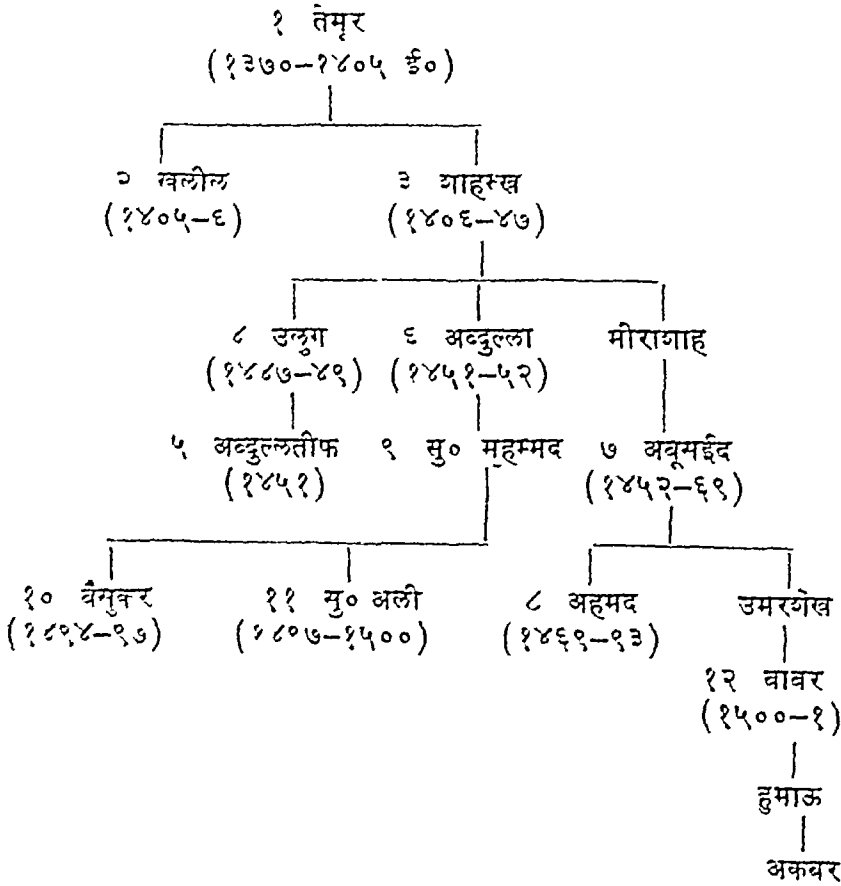 १ तेमूर
(१३७०–१४०५ ई०)
२ खलील ३ शाहरुख
(१४०५–६) (१४०६–४७)
४ उलुग ६ अब्दुल्ला मीराशाह
(१४४७–४९) (१४५१–५२)
५ अब्दुल्लतीफ ९ सु० मुहम्मद ७ अबूसईद
(१४५१) (१४५२–६९)
१० बैसुकर ११ सु० अली ८ अहमद उमरशेख
(१४९४–९७) (१४९७–१५००) (१४६९–९३)
१२ बाबर
(१५००–१)
हुमाऊ
अकबर